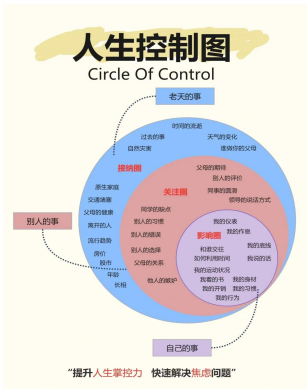 人生控制图
Circle Of Control
老天的事
时间的流逝
过去的事
天气的变化
自然灾害
谁做你的父母
接纳圈
父母的期待
别人的评价
原生家庭
关注圈
同事的圆滑
交通堵塞
领导的说话方式
父母的健康
同学的缺点
别人的事
离开的人
别人的习惯
我的仪表
我的作息
流行趋势
别人的错误
影响圈
我的底线
房价
别人的选择
和谁交往
我说的话
股市
父母的关系
如何利用时间
年龄
我的运动状况
长相
他人的嫉妒
我看的书
我的身材
我的开销
我的习惯
我的行为
自己的事
“提升人生掌控力 快速解决焦虑问题”